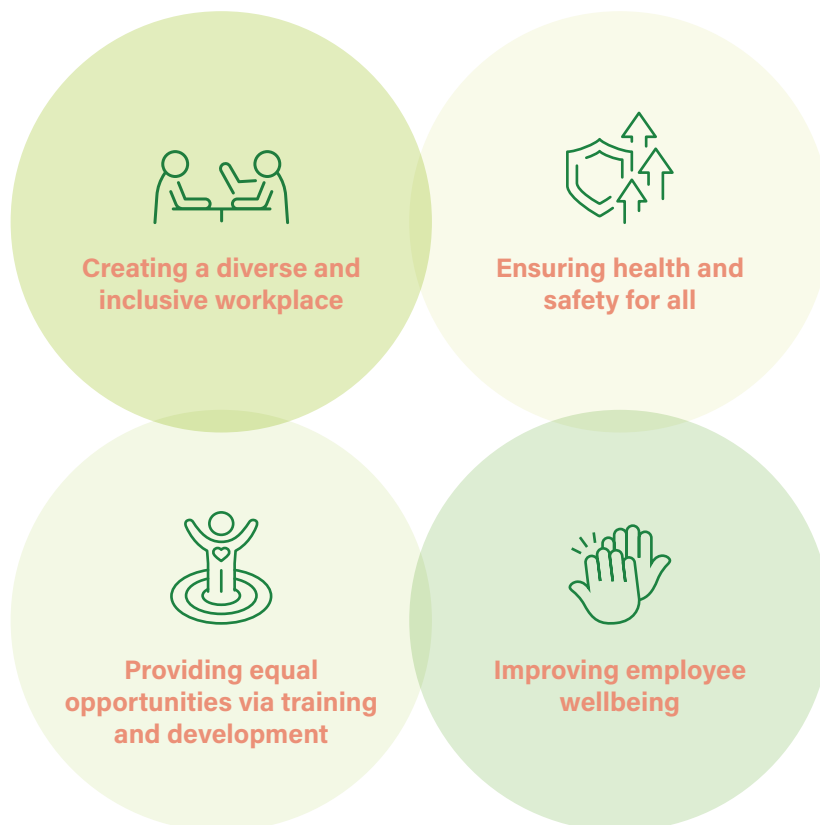 Creating a diverse and
inclusive workplace
Ensuring health and
safety for all
Providing equal
opportunities via training
and development
Improving employee
wellbeing